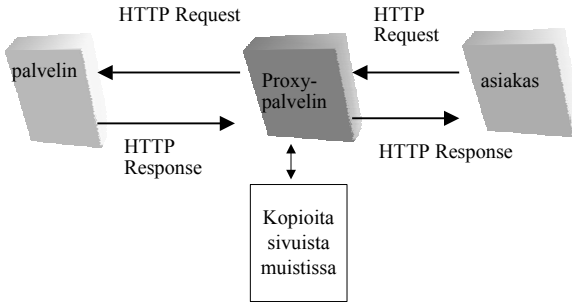 HTTP Request
HTTP
Request
palvelin
Proxy-
palvelin
asiakas
HTTP
Response
HTTP Response
Kopioita
sivuista
muistissa